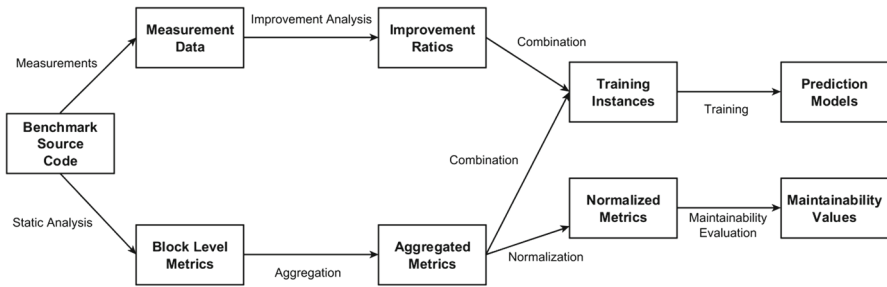 Measurement
Data
Improvement Analysis
Improvement
Ratios
Combination
Measurements
Training
Instances
Training
Prediction
Models
Benchmark
Source
Code
Combination
Static Analysis
Block Level
Metrics
Aggregation
Aggregated
Metrics
Normalization
Normalized
Metrics
Maintainability
Evaluation
Maintainability
Values